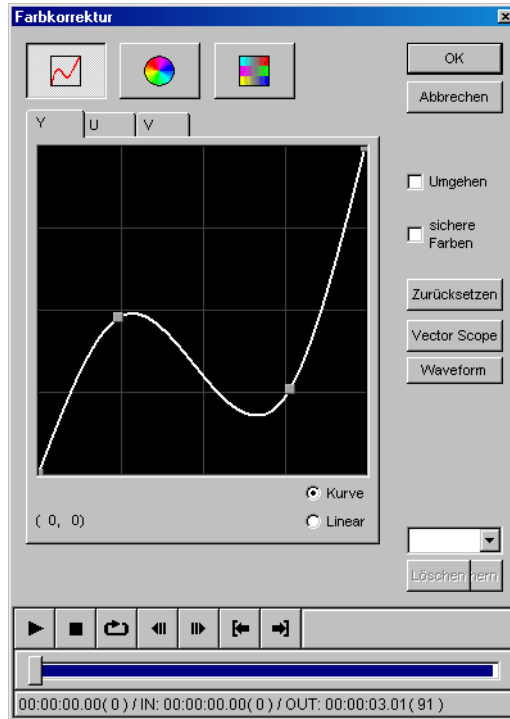 Farbkorrektur
OK
Abbrechen
Y U V
Umgehen
sichere
Farben
Zurücksetzen
Vector Scope
Waveform
Kurve
( 0, 0)
Linear
Löschen hern
00:00:00.00( 0 ) / IN: 00:00:00.00( 0 ) / OUT: 00:00:03.01( 91 )